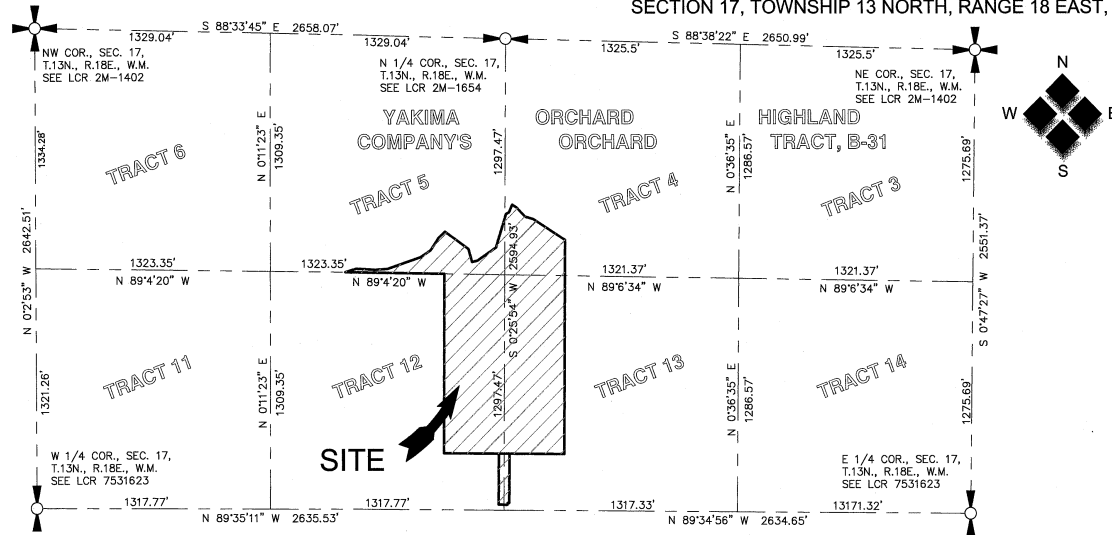 SECTION 17, TOWNSHIP 13 NORTH, RANGE 18 EAST,
S 88°33'45" E 2658.07'
1329.04'
1329.04'
S 88°38'22" E 2650.99'
1325.5'
1325.5'
NW COR., SEC. 17,
T.13N., R.18E., W.M.
SEE LCR 2M-1402
N 1/4 COR., SEC. 17,
T.13N., R.18E., W.M.
SEE LCR 2M-1654
NE COR., SEC. 17,
T.13N., R.18E., W.M.
SEE LCR 2M-1402
N
W
E
S
YAKIMA ORCHARD HIGHLAND
COMPANY'S ORCHARD TRACT, B-31
1334.28'
N 0°11'23" E
1309.35'
1297.47'
N 0°36'35" E
1286.57'
1275.69'
TRACT 6
TRACT 5
TRACT 4
TRACT 3
N 0°2'53" W 2642.51'
S 0°25'54" W 2594.93'
S 0°47'27" W 2551.37'
1323.35'
N 89°4'20" W
1323.35'
N 89°4'20" W
1321.37'
N 89°6'34" W
1321.37'
N 89°6'34" W
TRACT 11
TRACT 12
TRACT 13
TRACT 14
1321.26'
N 0°11'23" E
1309.35'
1297.47'
N 0°36'35" E
1286.57'
1275.69'
SITE
W 1/4 COR., SEC. 17,
T.13N., R.18E., W.M.
SEE LCR 7531623
E 1/4 COR., SEC. 17,
T.13N., R.18E., W.M.
SEE LCR 7531623
1317.77'
1317.77'
1317.33'
13171.32'
N 89°35'11" W 2635.53'
N 89°34'56" W 2634.65'